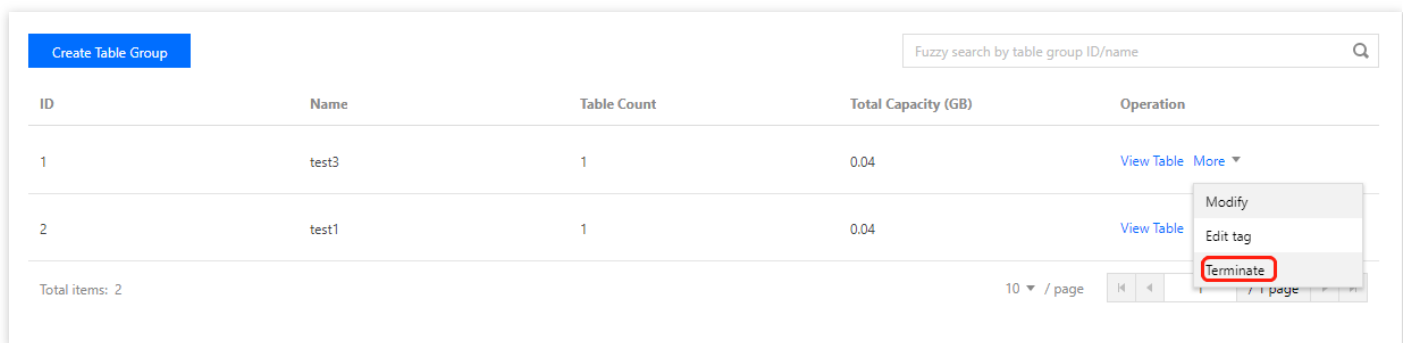 Create Table Group
Fuzzy search by table group ID/name
ID Name Table Count Total Capacity (GB) Operation
1 test3 1 0.04 View Table More
Modify
2 test1 1 0.04 View Table
Edit tag
Terminate
Total items: 2 10 / page 1 / 1 page